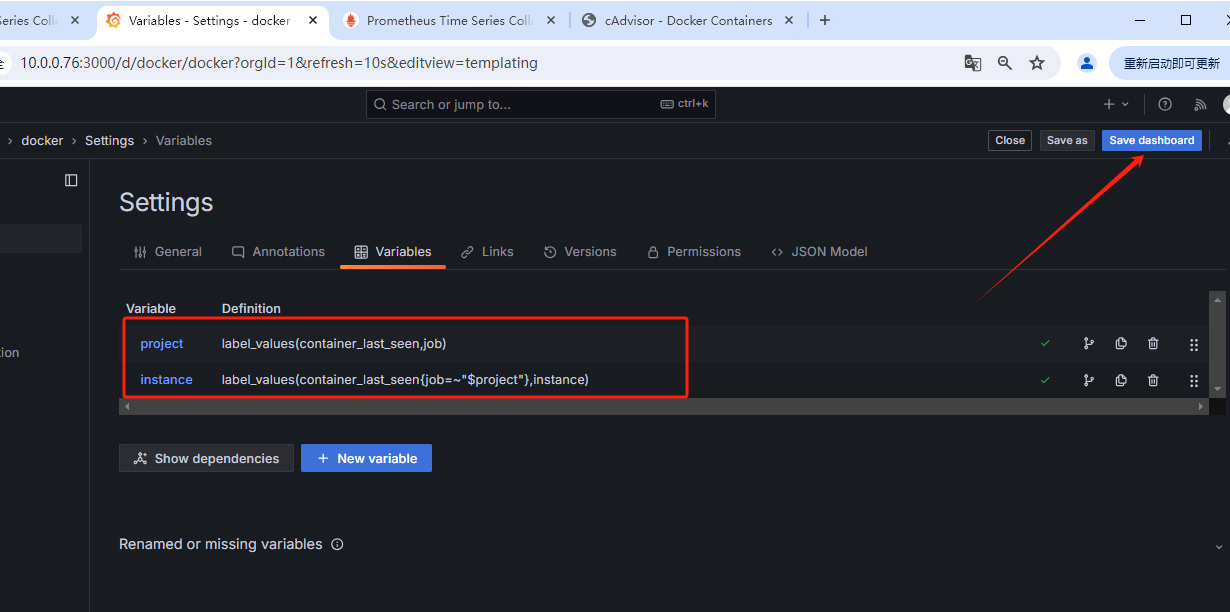 Series Colle
Variables - Settings - docker
Prometheus Time Series Colle
cAdvisor - Docker Containers
10.0.0.76:3000/d/docker/docker?orgId=1&refresh=10s&editview=templating
重新启动即可更新
Search or jump to...
ctrl+k
docker › Settings › Variables
Close
Save as
Save dashboard
Settings
General
Annotations
Variables
Links
Versions
Permissions
JSON Model
Variable
Definition
project
label_values(container_last_seen,job)
tion
instance
label_values(container_last_seen{job=~"$project"},instance)
Show dependencies
New variable
Renamed or missing variables